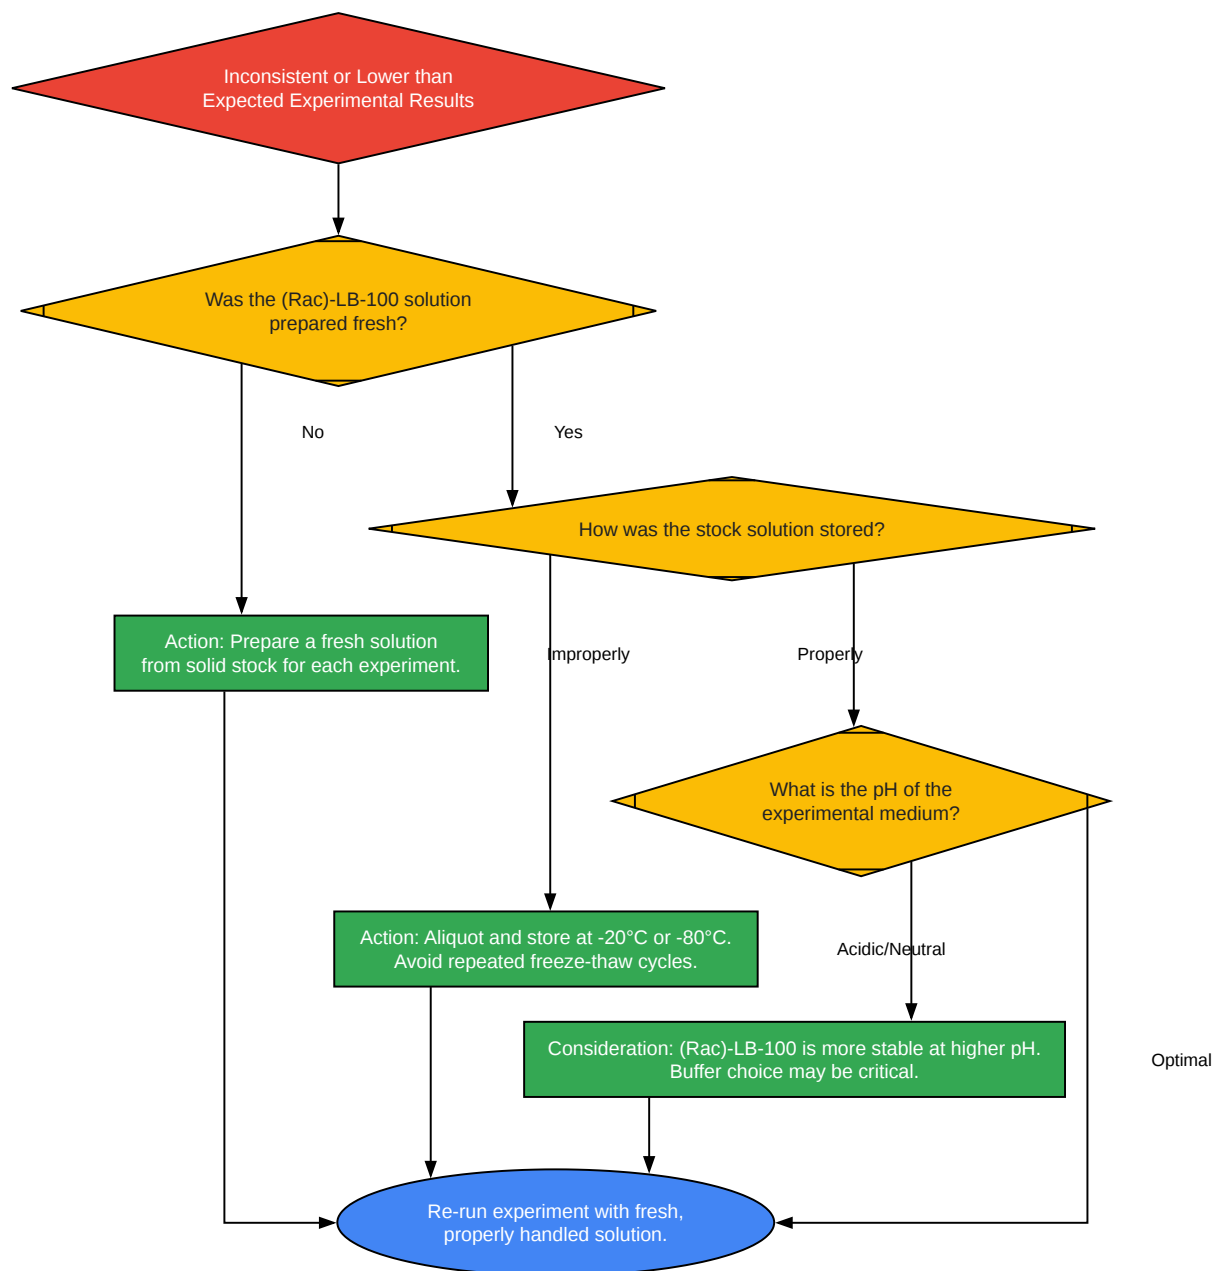 Inconsistent or Lower than
Expected Experimental Results
Was the (Rac)-LB-100 solution
prepared fresh?
No
Yes
How was the stock solution stored?
Action: Prepare a fresh solution
from solid stock for each experiment.
Improperly
Properly
What is the pH of the
experimental medium?
Action: Aliquot and store at -20°C or -80°C.
Avoid repeated freeze-thaw cycles.
Acidic/Neutral
Consideration: (Rac)-LB-100 is more stable at higher pH.
Buffer choice may be critical.
Optimal
Re-run experiment with fresh,
properly handled solution.